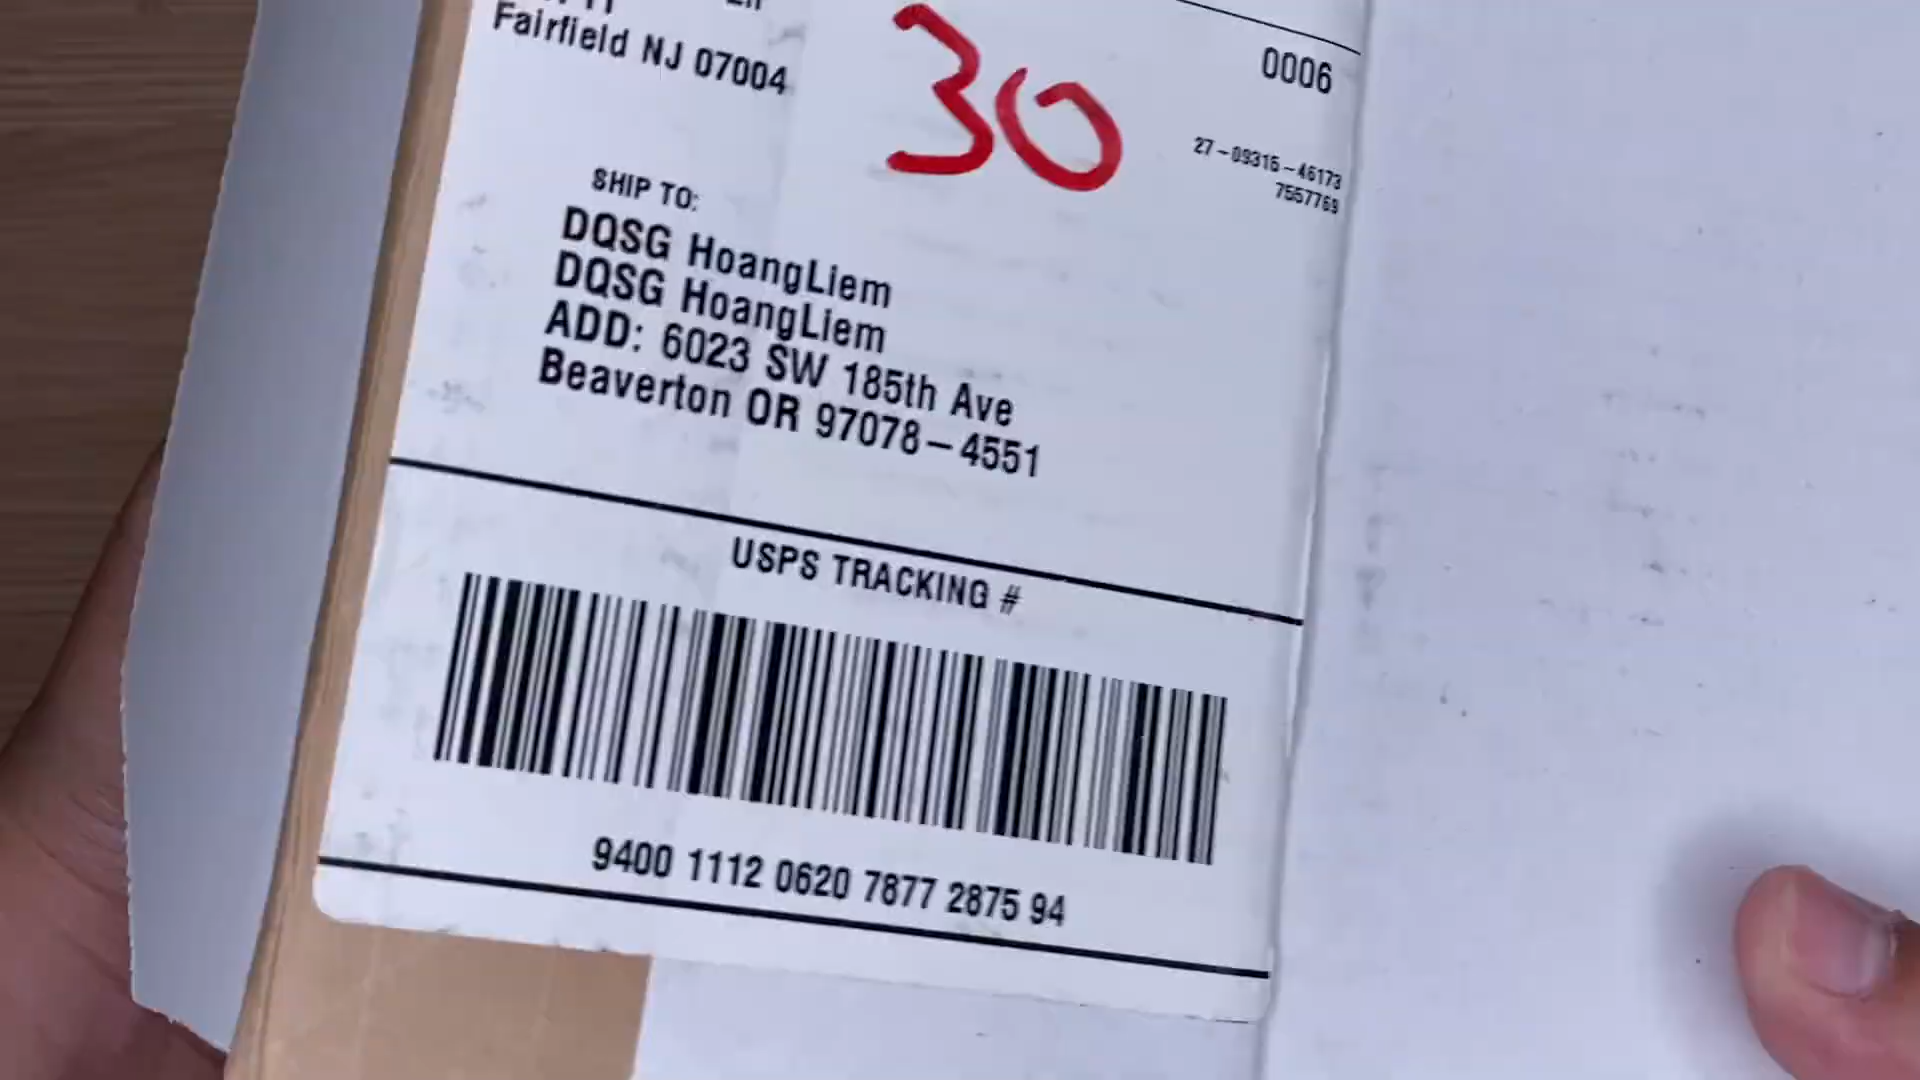 Fairfield NJ 07004
30
0006
27-09315-46173
7557769
SHIP TO:
DQSG HoangLiem
DQSG HoangLiem
ADD: 6023 SW 185th Ave
Beaverton OR 97078-4551
USPS TRACKING #
9400 1112 0620 7877 2875 94